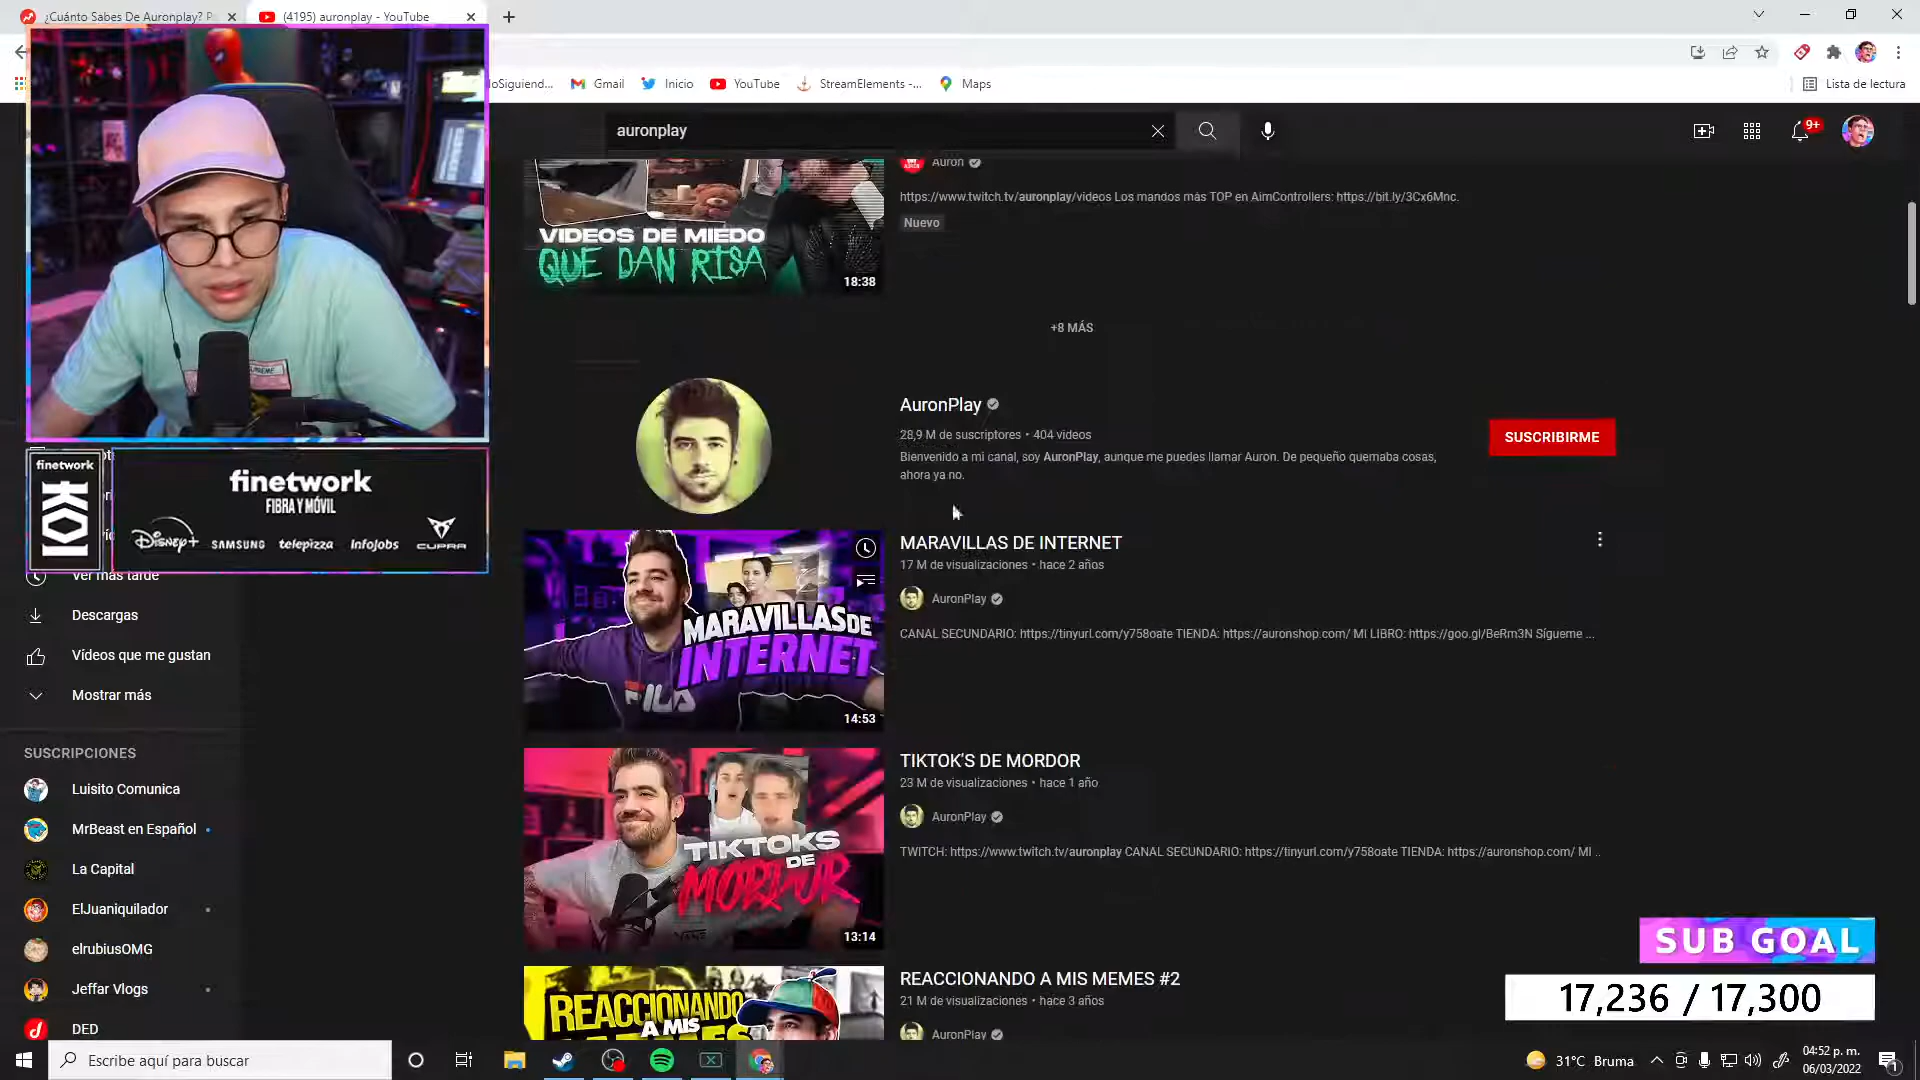 ¿Cuánto Sabes De Auronplay? P
(4195) auronplay - YouTube
loSiguiend...
Gmail
Inicio
YouTube
StreamElements -...
Maps
Lista de lectura
auronplay
9+
Auron
https://www.twitch.tv/auronplay/videos Los mandos más TOP en AimControllers: https://bit.ly/3Cx6Mnc.
Nuevo
VIDEOS DE MIEDO
QUE DAN RISA
18:38
+8 MÁS
AuronPlay
28,9 M de suscriptores • 404 videos
Bienvenido a mi canal, soy AuronPlay, aunque me puedes llamar Auron. De pequeño quemaba cosas,
ahora ya no.
SUSCRIBIRME
finetwork
KOI
finetwork
FIBRA Y MÓVIL
Disney+
SAMSUNG
telepizza
InfoJobs
CUPRA
MARAVILLAS DE INTERNET
17 M de visualizaciones • hace 2 años
AuronPlay
CANAL SECUNDARIO: https://tinyurl.com/y758oate TIENDA: https://auronshop.com/ MI LIBRO: https://goo.gl/BeRm3N Sígueme ...
MARAVILLAS DE
INTERNET
FILA
14:53
Ver más tarde
Descargas
Vídeos que me gustan
Mostrar más
SUSCRIPCIONES
Luisito Comunica
MrBeast en Español
La Capital
ElJuaniquilador
elrubiusOMG
Jeffar Vlogs
DED
TIKTOK'S DE MORDOR
23 M de visualizaciones • hace 1 año
AuronPlay
TWITCH: https://www.twitch.tv/auronplay CANAL SECUNDARIO: https://tinyurl.com/y758oate TIENDA: https://auronshop.com/ MI ...
TIKTOKS
DE
MORDOR
13:14
REACCIONANDO A MIS MEMES #2
21 M de visualizaciones • hace 3 años
AuronPlay
REACCIONANDO
A MIS
SUB GOAL
17,236 / 17,300
Escribe aquí para buscar
31°C Bruma
04:52 p. m.
06/03/2022
1